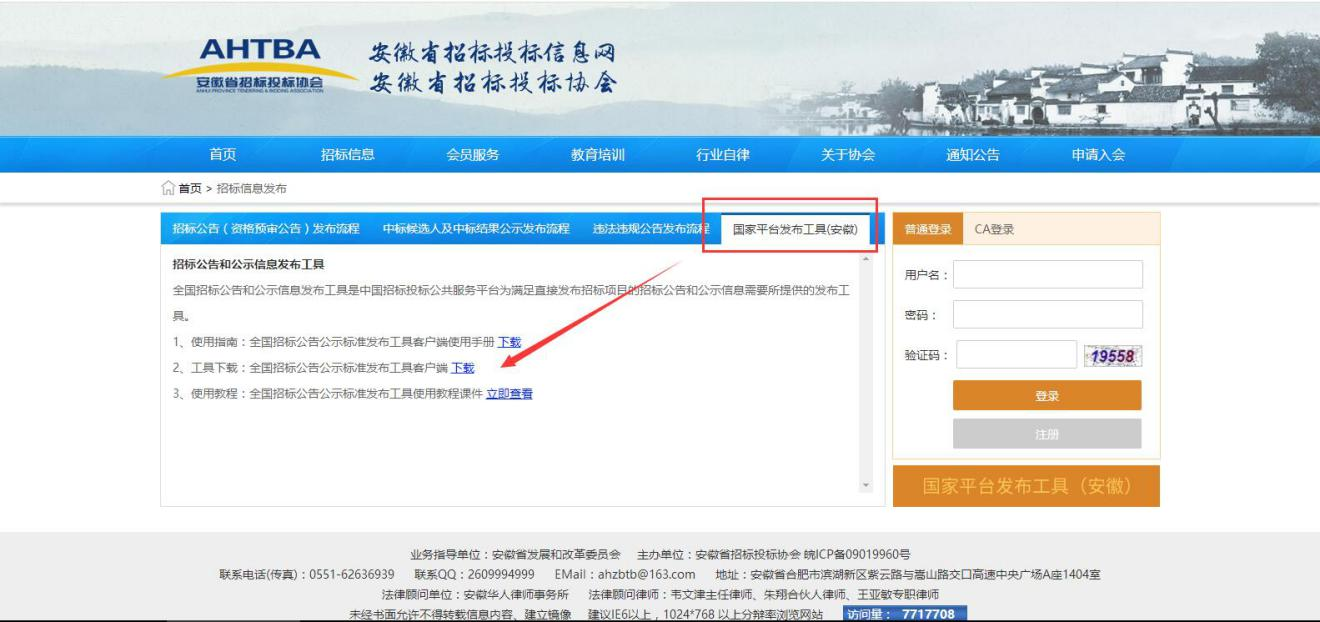 AHTBA
安徽省招标投标协会
ANHUI PROVINCE TENDERING & BIDDING ASSOCIATION
安徽省招标投标信息网
安徽省招标投标协会
首页 招标信息 会员服务 教育培训 行业自律 关于协会 通知公告 申请入会
首页 > 招标信息发布
招标公告（资格预审公告）发布流程 中标候选人及中标结果公示发布流程 违法违规公告发布流程 国家平台发布工具(安徽)
招标公告和公示信息发布工具
全国招标公告和公示信息发布工具是中国招标投标公共服务平台为满足直接发布招标项目的招标公告和公示信息需要所提供的发布工
具。
1、使用指南：全国招标公告公示标准发布工具客户端使用手册 下载
2、工具下载：全国招标公告公示标准发布工具客户端 下载
3、使用教程：全国招标公告公示标准发布工具使用教程课件 立即查看
普通登录 CA登录
用户名：
密码：
验证码： 19558
登录
注册
国家平台发布工具（安徽）
业务指导单位：安徽省发展和改革委员会 主办单位：安徽省招标投标协会 皖ICP备09019960号
联系电话(传真)：0551-62636939 联系QQ：2609994999 EMail：ahzbtb@163.com 地址：安徽省合肥市滨湖新区紫云路与嵩山路交口高速中央广场A座1404室
法律顾问单位：安徽华人律师事务所 法律顾问律师：韦文津主任律师、朱翔合伙人律师、王亚敏专职律师
未经书面允许不得转载信息内容、建立镜像 建议IE6以上，1024*768 以上分辩率浏览网站 访问量： 7717708